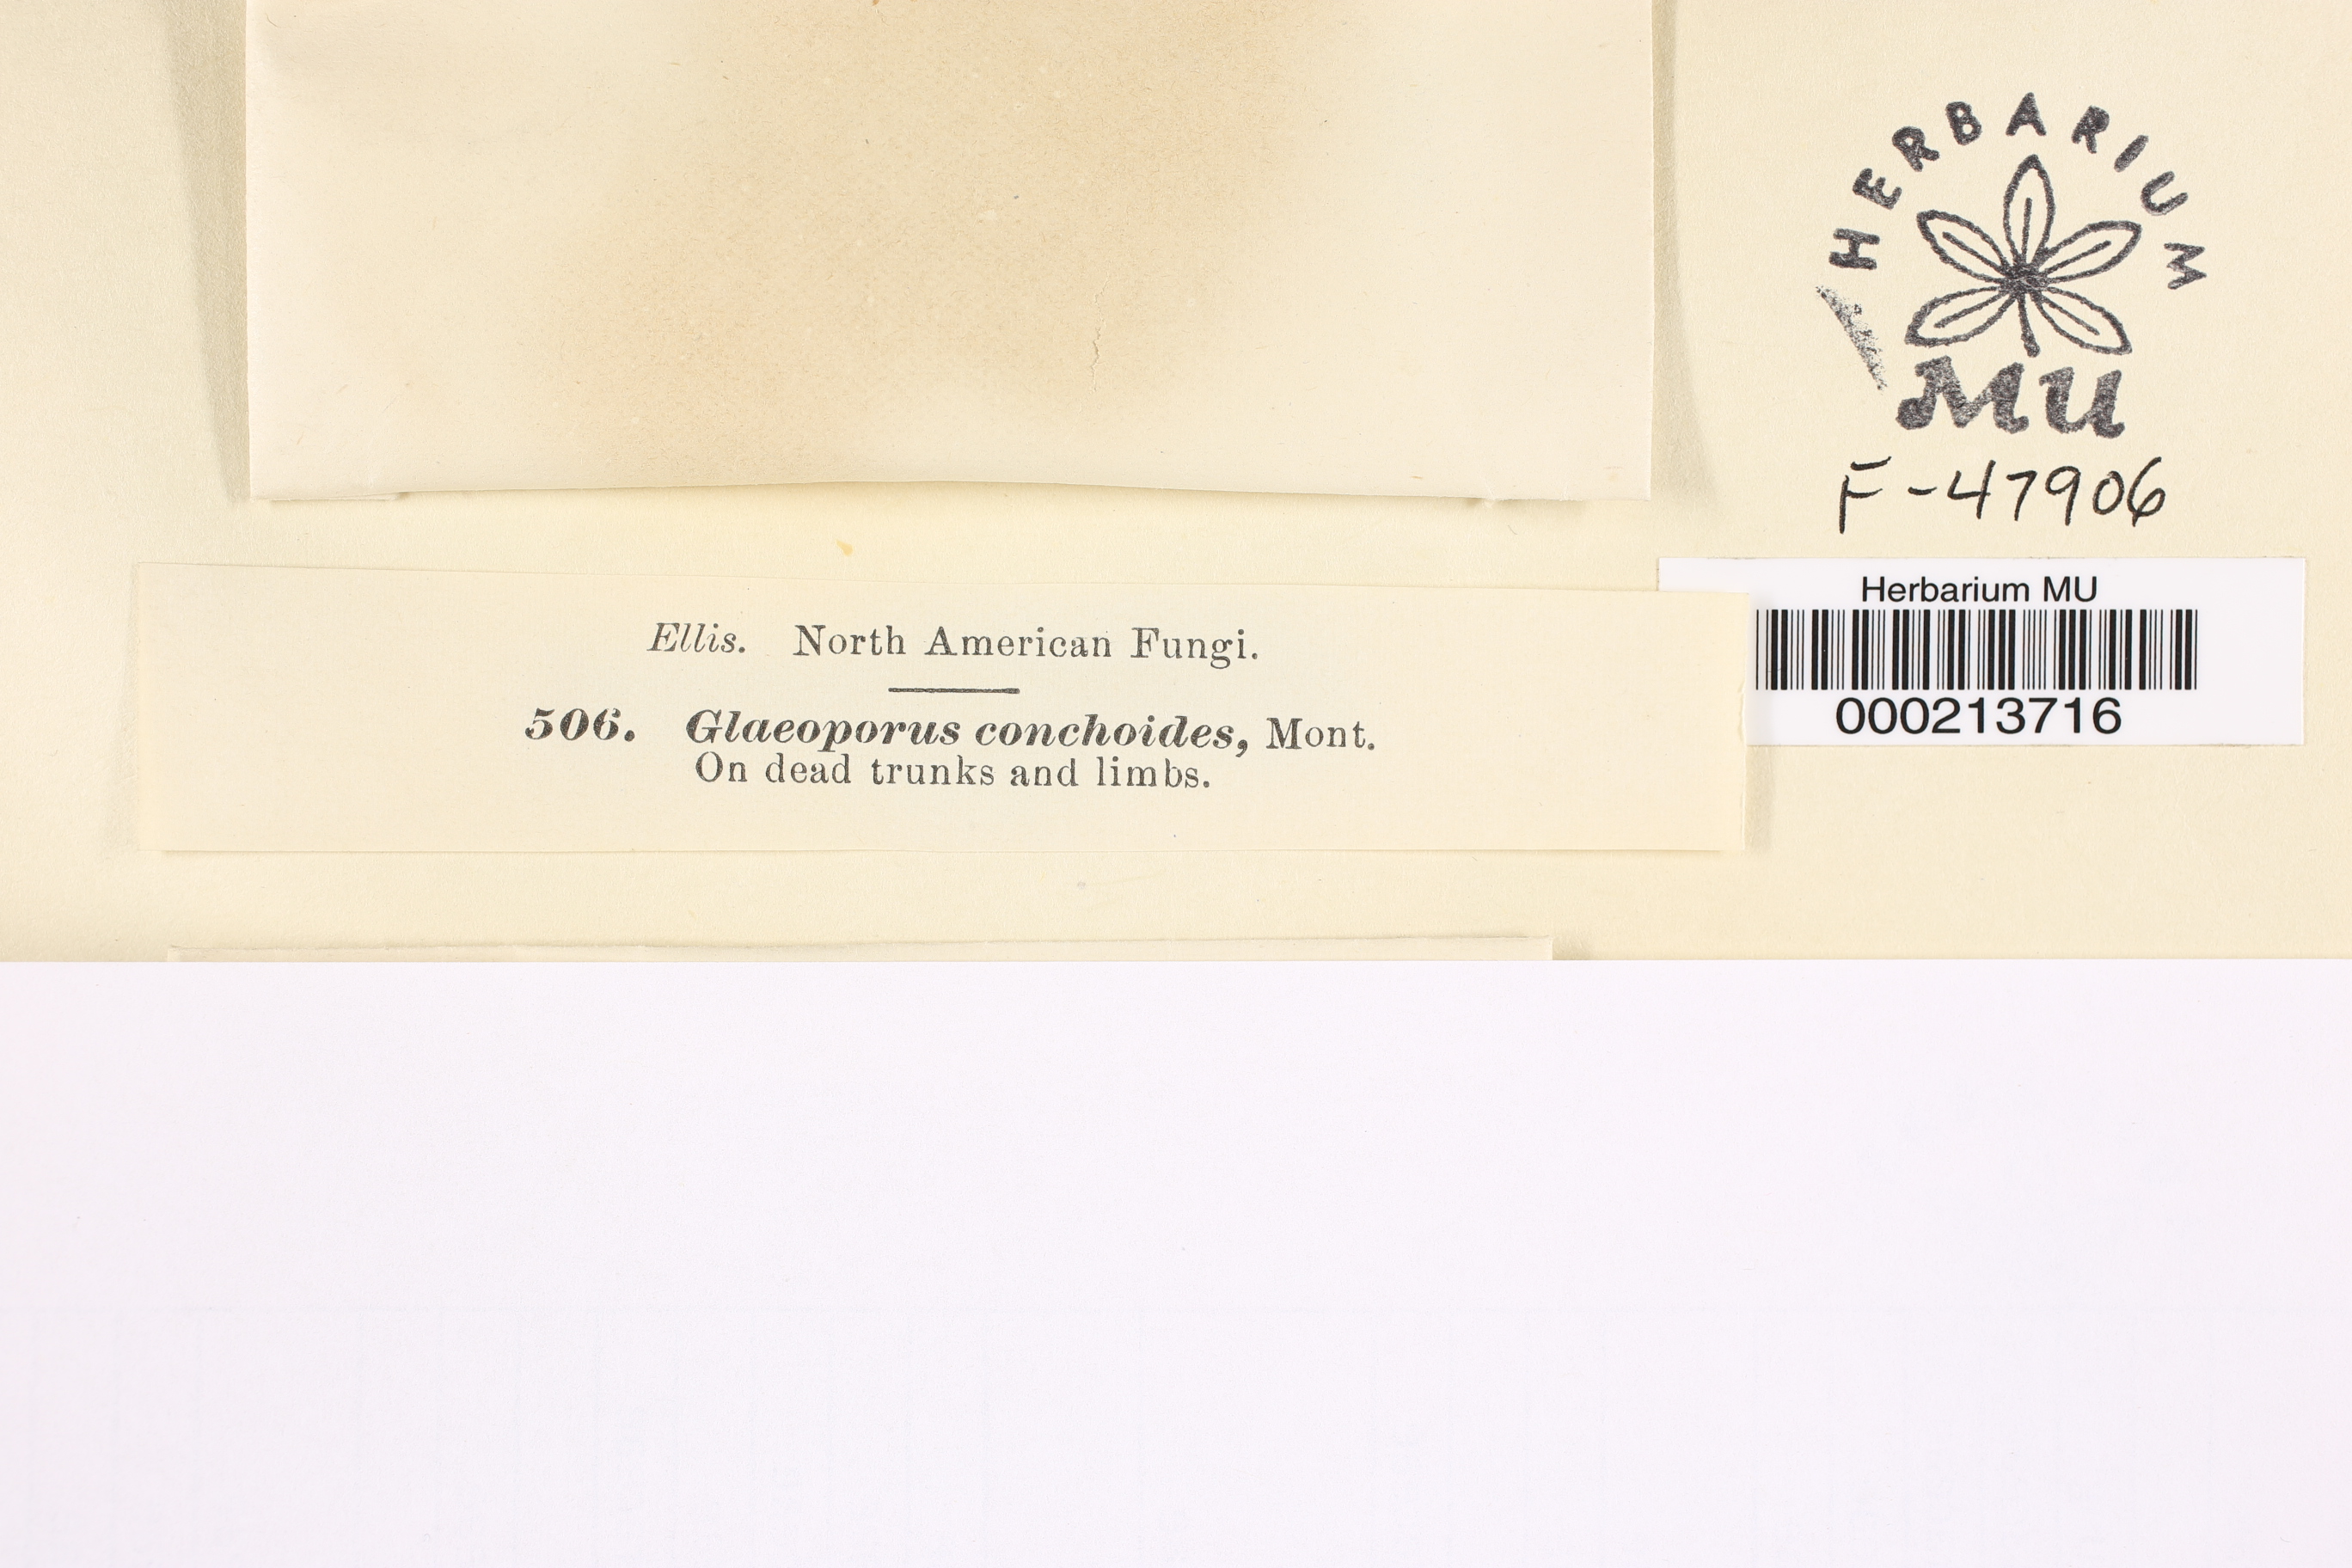 HERBARIUM
MU
F-47906
Herbarium MU
000213716
Ellis. North American Fungi.
506. Glaeoporus conchoides, Mont.
On dead trunks and limbs.